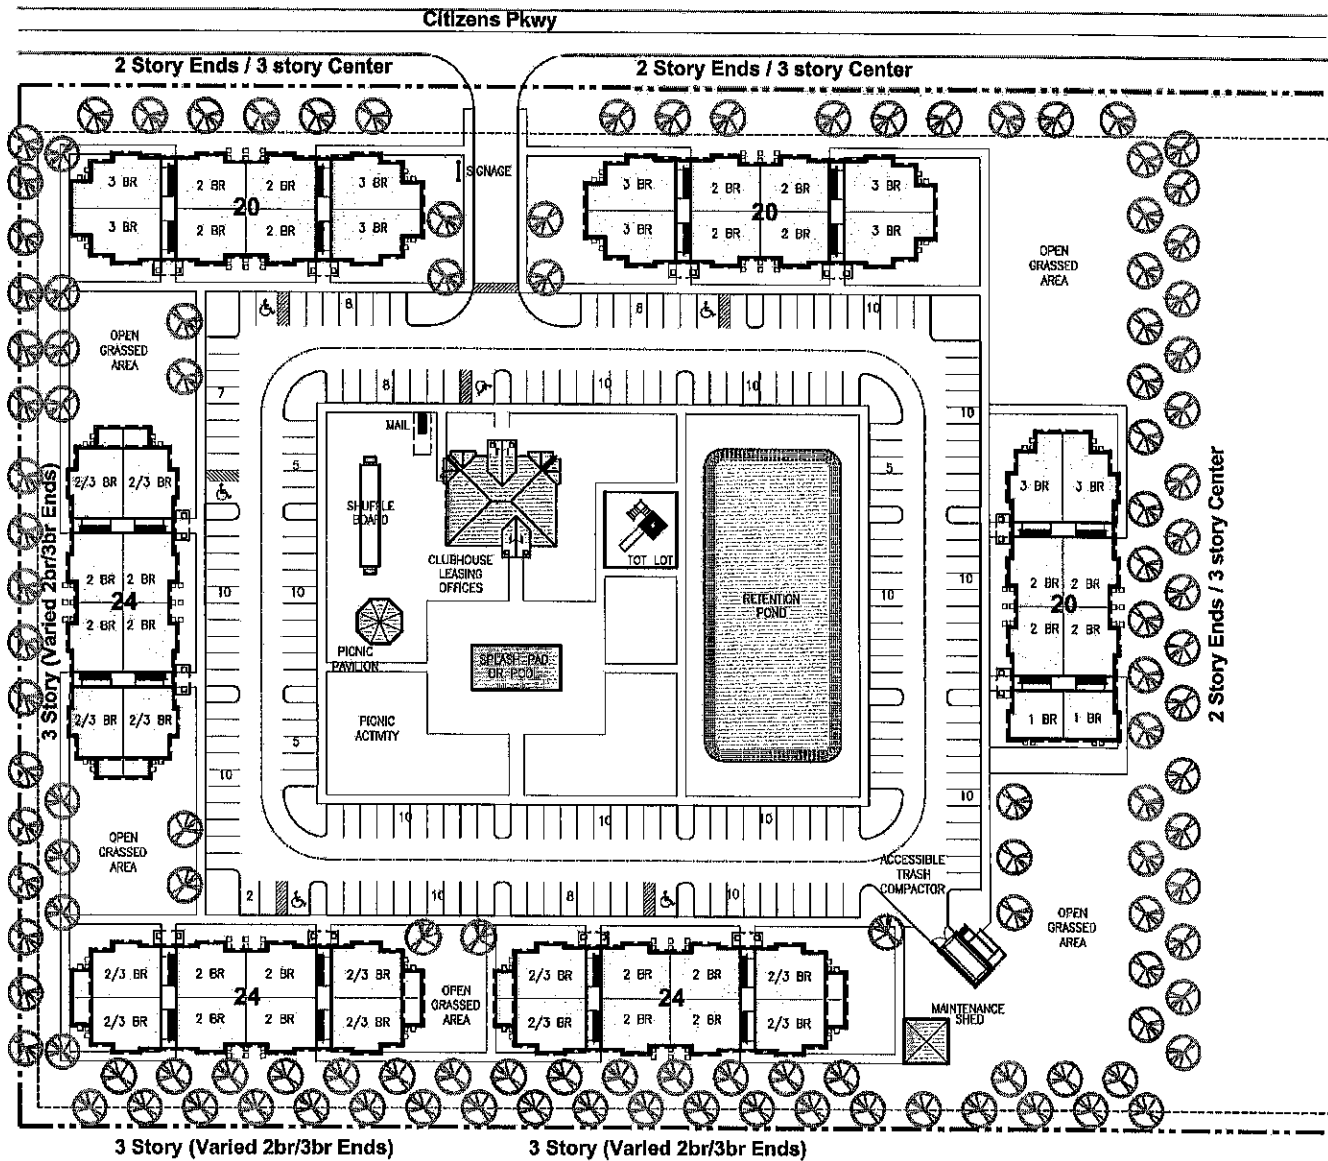 Citizens Pkwy
2 Story Ends / 3 story Center
2 Story Ends / 3 story Center
SIGNAGE
3 BR
2 BR
2 BR
3 BR
20
3 BR
2 BR
2 BR
3 BR
3 BR
2 BR
2 BR
3 BR
20
3 BR
2 BR
2 BR
3 BR
OPEN
GRASSED
AREA
8
8
10
OPEN
GRASSED
AREA
7
8
10
10
10
MAIL
5
5
2/3 BR
2/3 BR
SHUFFLE
BOARD
CLUBHOUSE
LEASING
OFFICES
TOT LOT
3 BR
3 BR
3 Story (Varied 2br/3br Ends)
2 BR
2 BR
24
2 BR
2 BR
10
10
RETENTION
POND
10
10
2 BR
2 BR
20
2 BR
2 BR
2 Story Ends / 3 story Center
PICNIC
PAVILION
SPLASH PAD
OR POOL
2/3 BR
2/3 BR
PICNIC
ACTIVITY
1 BR
1 BR
5
10
10
10
10
10
OPEN
GRASSED
AREA
ACCESSIBLE
TRASH
COMPACTOR
2
10
8
10
OPEN
GRASSED
AREA
2/3 BR
2 BR
2 BR
2/3 BR
24
2/3 BR
2 BR
2 BR
2/3 BR
OPEN
GRASSED
AREA
2/3 BR
2 BR
2 BR
2/3 BR
24
2/3 BR
2 BR
2 BR
2/3 BR
MAINTENANCE
SHED
3 Story (Varied 2br/3br Ends)
3 Story (Varied 2br/3br Ends)